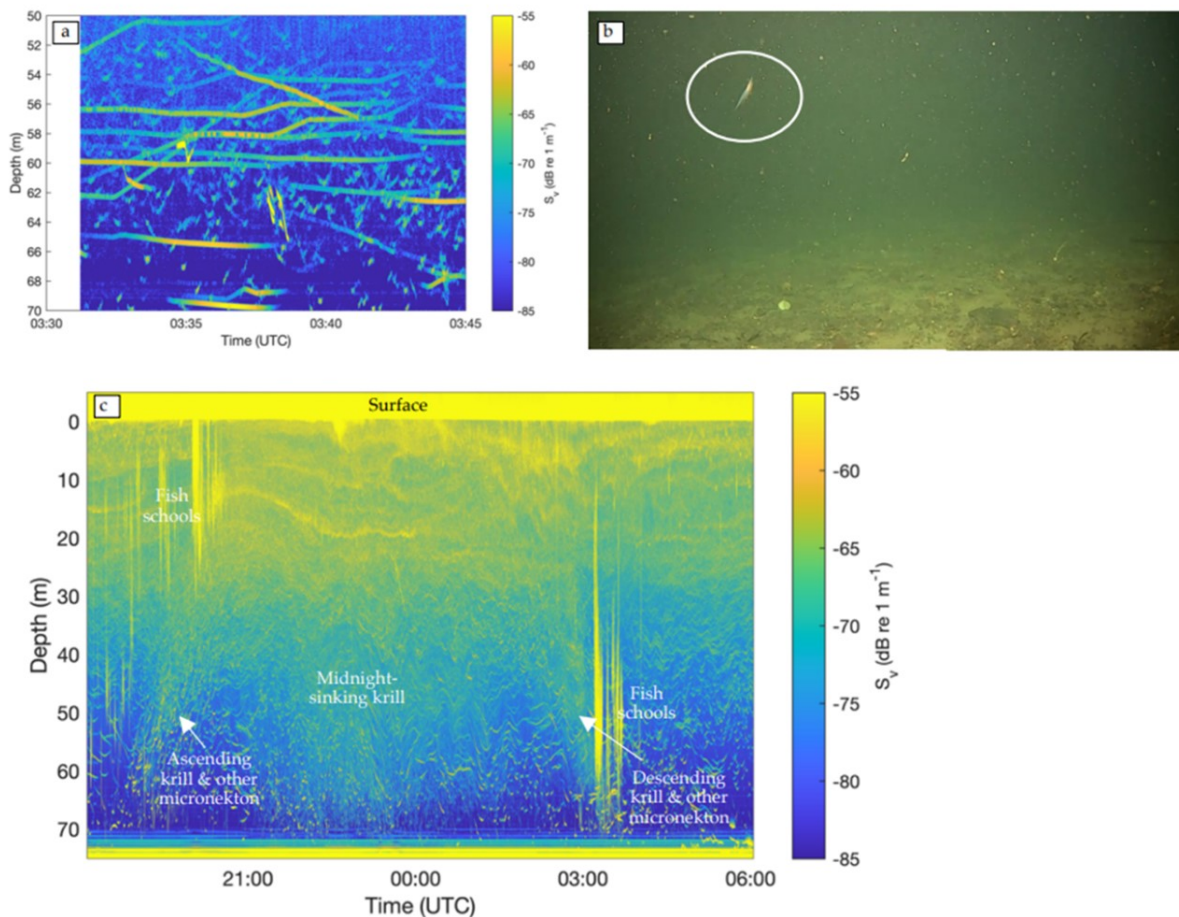 a
50
52
54
56
58
60
62
64
66
68
70
Depth (m)
03:30
03:35
03:40
03:45
Time (UTC)
-55
-60
-65
-70
-75
-80
-85
Sv (dB re 1 m-1)
b
c
Surface
0
10
20
30
40
50
60
70
Depth (m)
Fish
schools
Midnight-
sinking krill
Fish
schools
Ascending
krill & other
micronekton
Descending
krill & other
micronekton
21:00
00:00
03:00
06:00
Time (UTC)
-55
-60
-65
-70
-75
-80
-85
Sv (dB re 1 m-1)